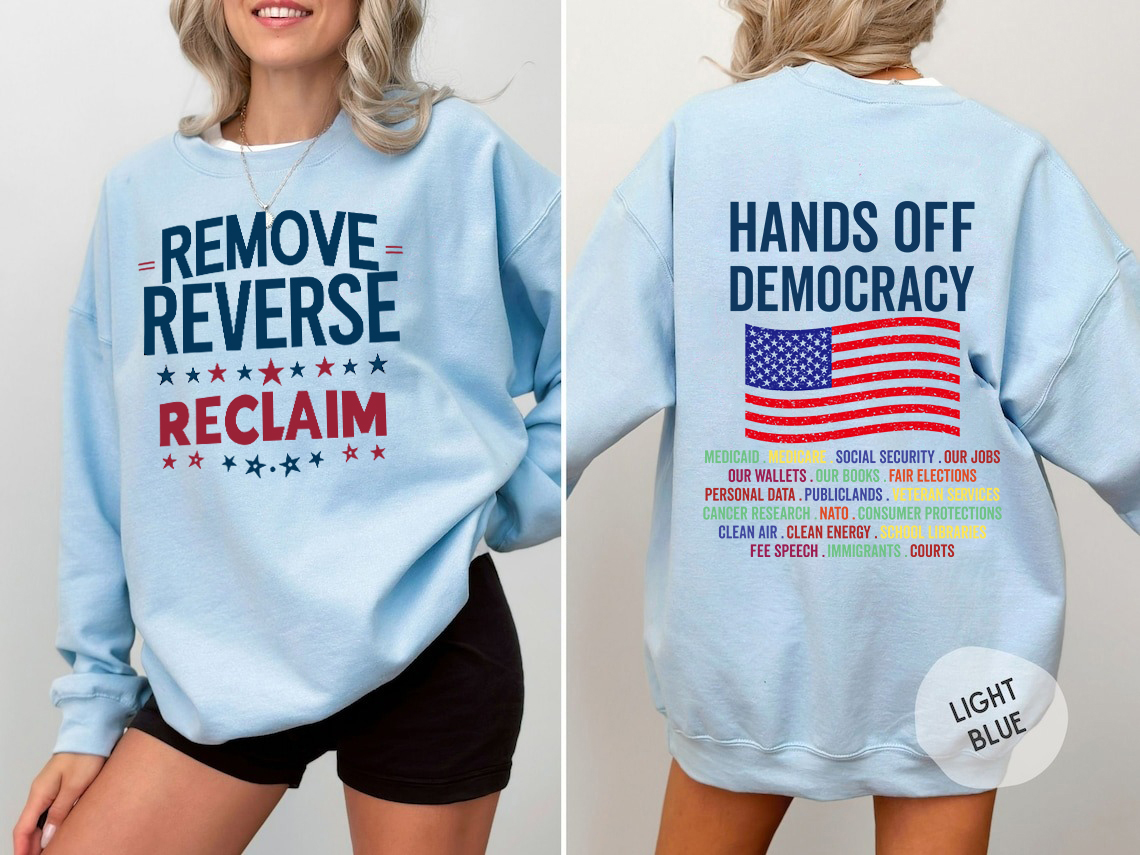 = REMOVE =
REVERSE
RECLAIM
HANDS OFF
DEMOCRACY
MEDICAID . MEDICARE SOCIAL SECURITY . OUR JOBS
OUR WALLETS . OUR BOOKS . FAIR ELECTIONS
PERSONAL DATA . PUBLICLANDS . VETERAN SERVICES
CANCER RESEARCH . NATO . CONSUMER PROTECTIONS
CLEAN AIR . CLEAN ENERGY . SCHOOL LIBRARIES
FEE SPEECH . IMMIGRANTS . COURTS
LIGHT
BLUE